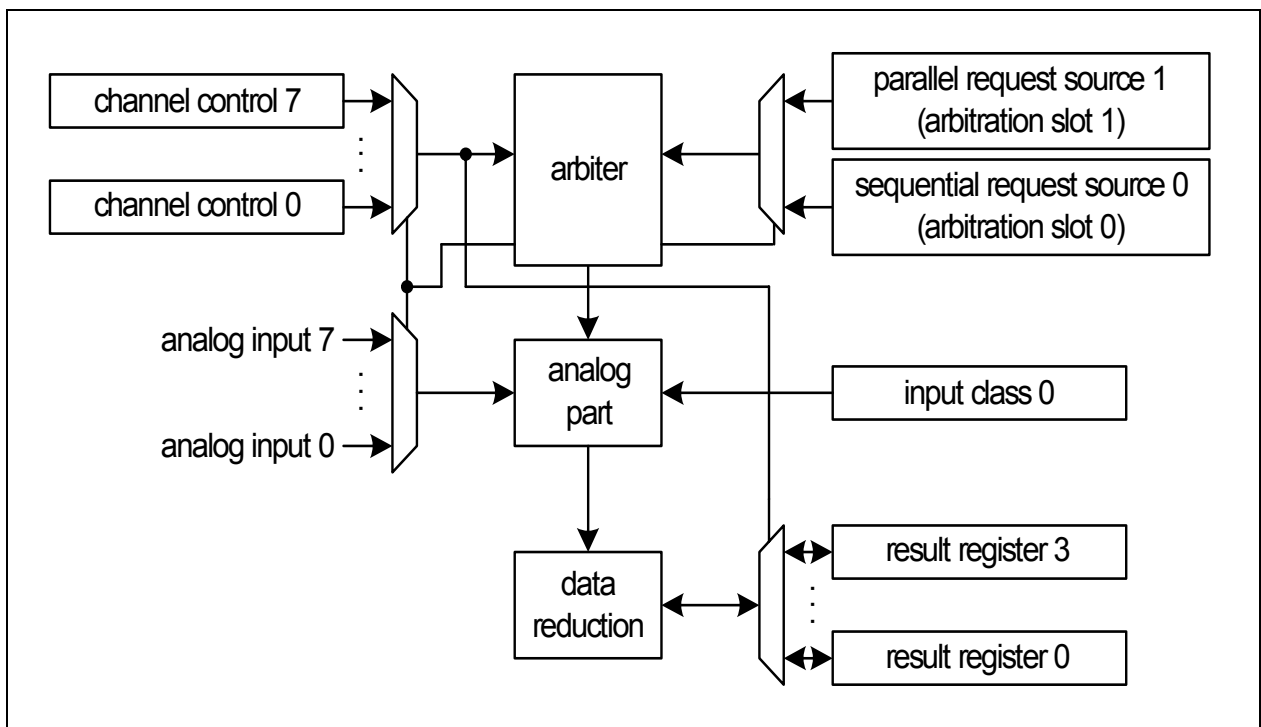 channel control 7
channel control 0
arbiter
parallel request source 1
(arbitration slot 1)
sequential request source 0
(arbitration slot 0)
analog input 7
analog input 0
analog
part
input class 0
data
reduction
result register 3
result register 0